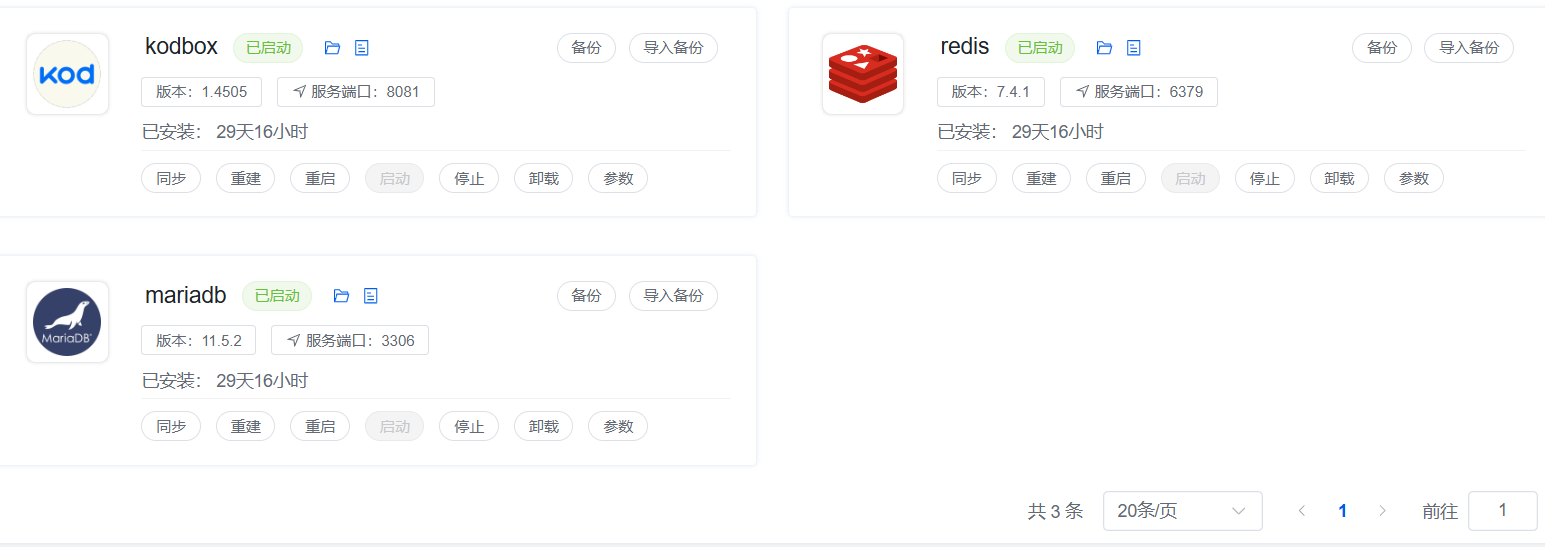 kod
kodbox 已启动 备份 导入备份
版本：1.4505 服务端口：8081
已安装： 29天16小时
同步 重建 重启 启动 停止 卸载 参数
redis 已启动 备份 导入备份
版本：7.4.1 服务端口：6379
已安装： 29天16小时
同步 重建 重启 启动 停止 卸载 参数
MariaDB
mariadb 已启动 备份 导入备份
版本：11.5.2 服务端口：3306
已安装： 29天16小时
同步 重建 重启 启动 停止 卸载 参数
共 3 条 20条/页 1 前往 1